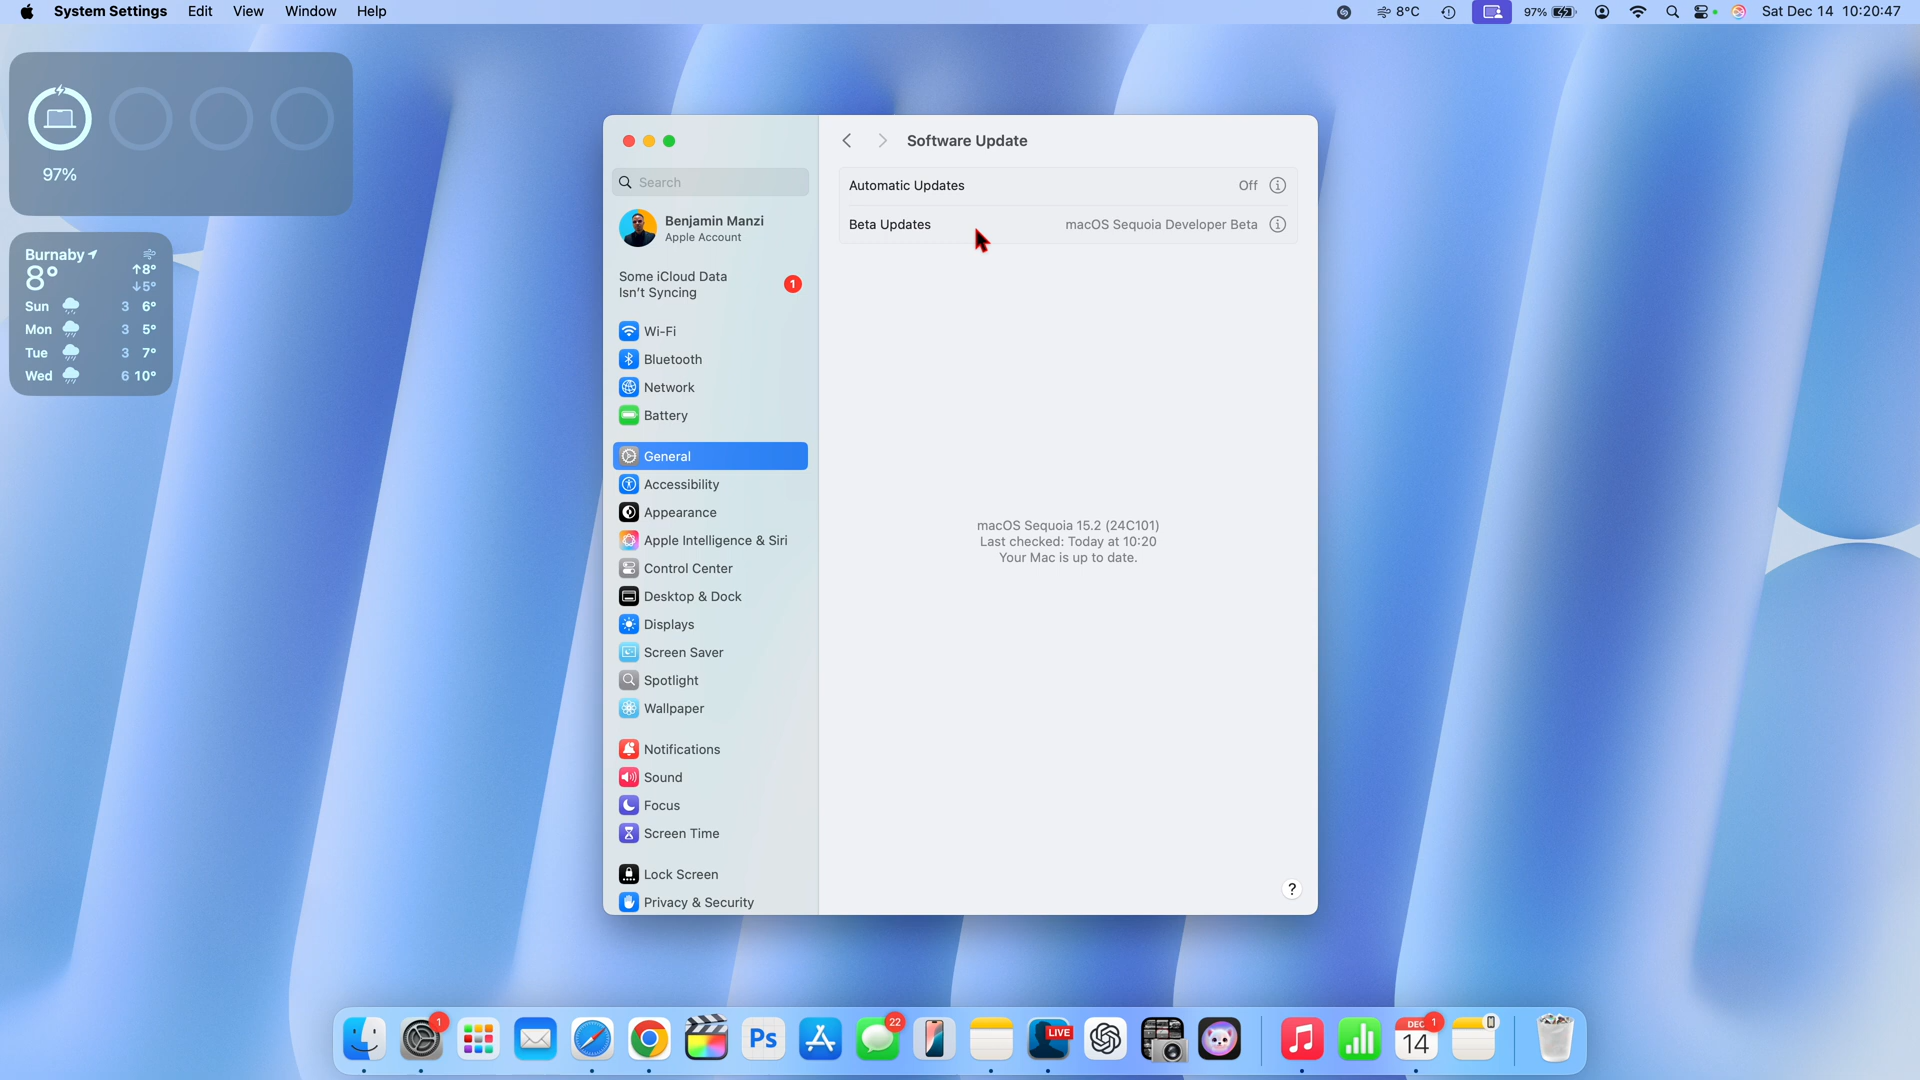 System Settings Edit View Window Help
8°C 97% Sat Dec 14 10:20:47
97%
Burnaby
8° ↑8°
↓5°
Sun 3 6°
Mon 3 5°
Tue 3 7°
Wed 6 10°
Search
Benjamin Manzi
Apple Account
Some iCloud Data
Isn't Syncing
1
Wi-Fi
Bluetooth
Network
Battery
General
Accessibility
Appearance
Apple Intelligence & Siri
Control Center
Desktop & Dock
Displays
Screen Saver
Spotlight
Wallpaper
Notifications
Sound
Focus
Screen Time
Lock Screen
Privacy & Security
Software Update
Automatic Updates Off
Beta Updates macOS Sequoia Developer Beta
macOS Sequoia 15.2 (24C101)
Last checked: Today at 10:20
Your Mac is up to date.
?
1
Ps
22
LIVE
DEC 1
14